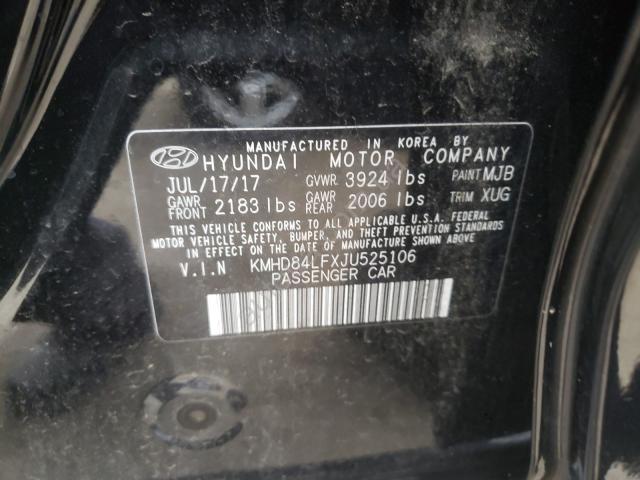 MANUFACTURED IN KOREA BY
HYUNDAI MOTOR COMPANY
JUL/17/17 GVWR 3924 lbs PAINT MJB
GAWR FRONT 2183 lbs GAWR REAR 2006 lbs TRIM XUG
THIS VEHICLE CONFORMS TO ALL APPLICABLE U.S.A. FEDERAL
MOTOR VEHICLE SAFETY, BUMPER, AND THEFT PREVENTION STANDARDS
IN EFFECT ON THE DATE OF MANUFACTURE SHOWN ABOVE.
V.I.N KMHD84LFXJU525106
PASSENGER CAR